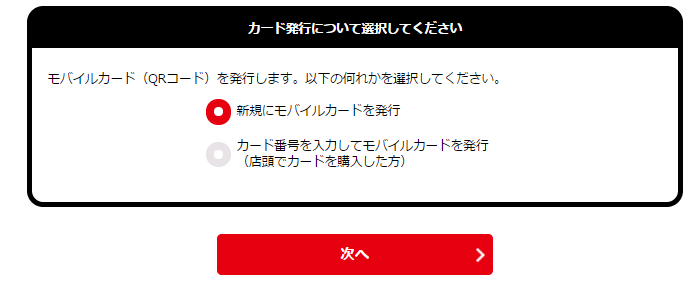 カード発行について選択してください
モバイルカード（QRコード）を発行します。以下の何れかを選択してください。
新規にモバイルカードを発行
カード番号を入力してモバイルカードを発行
（店頭でカードを購入した方）
次へ